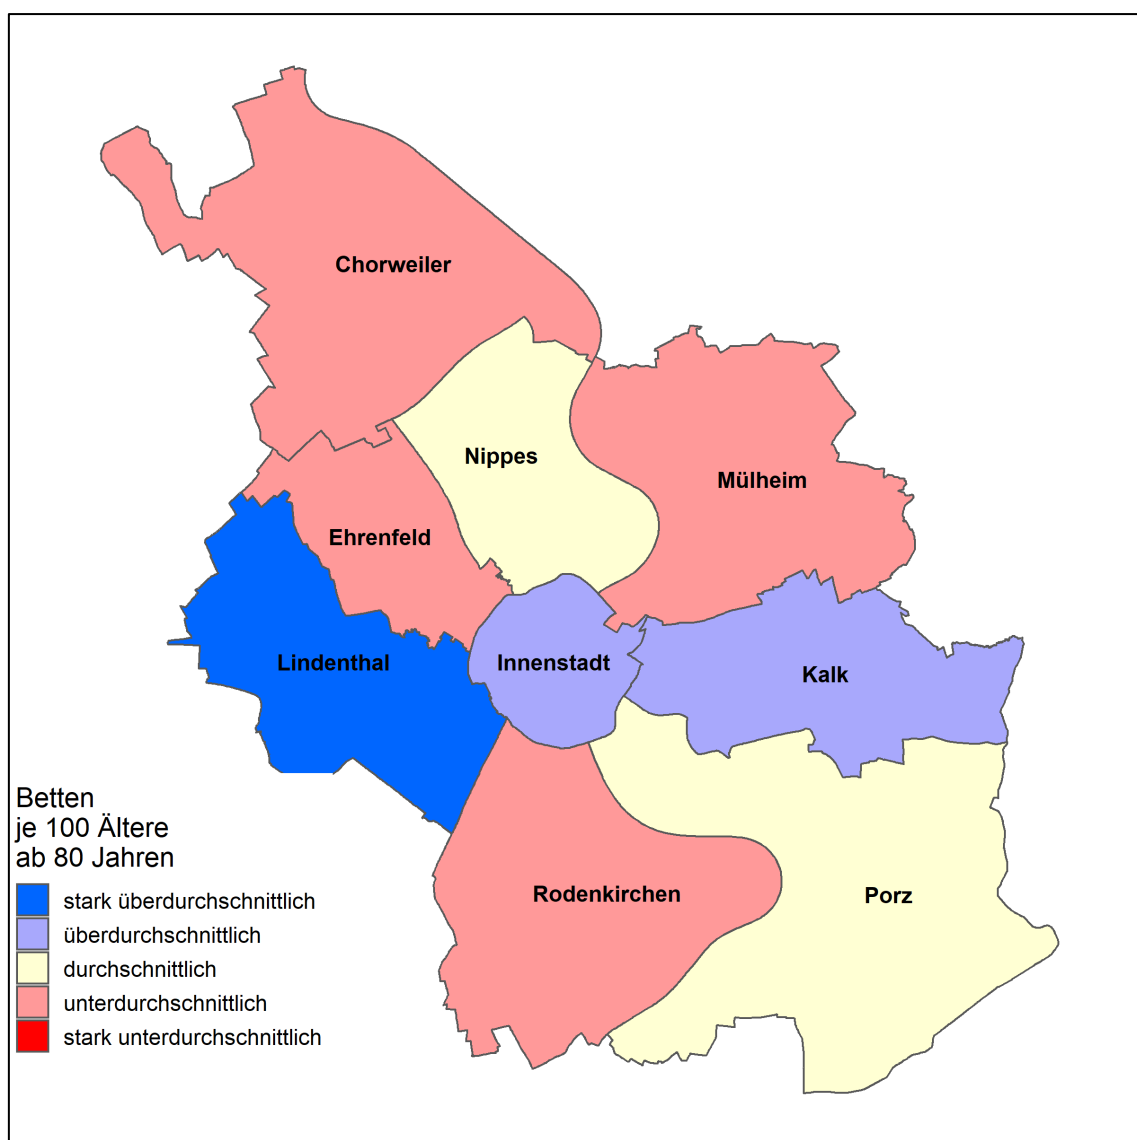 Chorweiler
Nippes
Mülheim
Ehrenfeld
Lindenthal
Innenstadt
Kalk
Rodenkirchen
Porz
Betten
je 100 Ältere
ab 80 Jahren
stark überdurchschnittlich
überdurchschnittlich
durchschnittlich
unterdurchschnittlich
stark unterdurchschnittlich